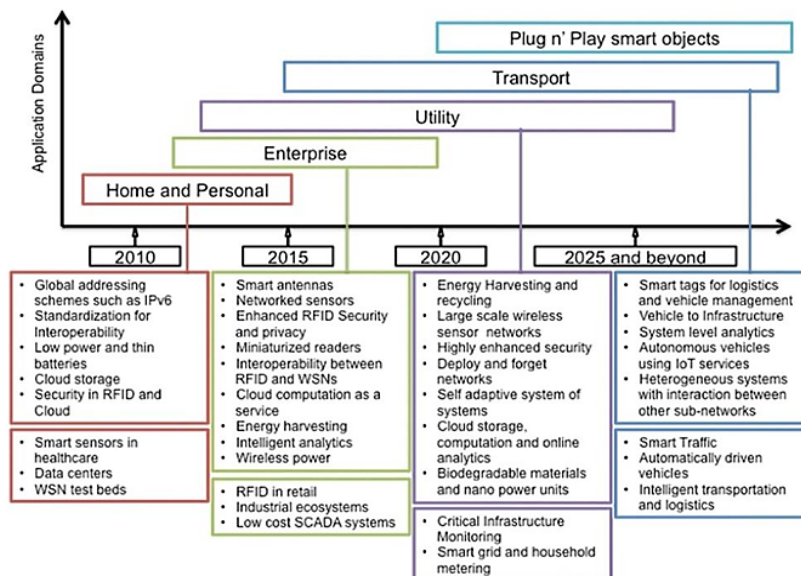 Application Domains
Plug n' Play smart objects
Transport
Utility
Enterprise
Home and Personal
2010
2015
2020
2025 and beyond
• Global addressing
schemes such as IPv6
• Standardization for
Interoperability
• Low power and thin
batteries
• Cloud storage
• Security in RFID and
Cloud
• Smart sensors in
healthcare
• Data centers
• WSN test beds
• Smart antennas
• Networked sensors
• Enhanced RFID Security
and privacy
• Miniaturized readers
• Interoperability between
RFID and WSNs
• Cloud computation as a
service
• Energy harvesting
• Intelligent analytics
• Wireless power
• RFID in retail
• Industrial ecosystems
• Low cost SCADA systems
• Energy Harvesting and
recycling
• Large scale wireless
sensor networks
• Highly enhanced security
• Deploy and forget
networks
• Self adaptive system of
systems
• Cloud storage,
computation and online
analytics
• Biodegradable materials
and nano power units
• Critical Infrastructure
Monitoring
• Smart grid and household
metering
• Smart tags for logistics
and vehicle management
• Vehicle to Infrastructure
• System level analytics
• Autonomous vehicles
using IoT services
• Heterogeneous systems
with interaction between
other sub-networks
• Smart Traffic
• Automatically driven
vehicles
• Intelligent transportation
and logistics